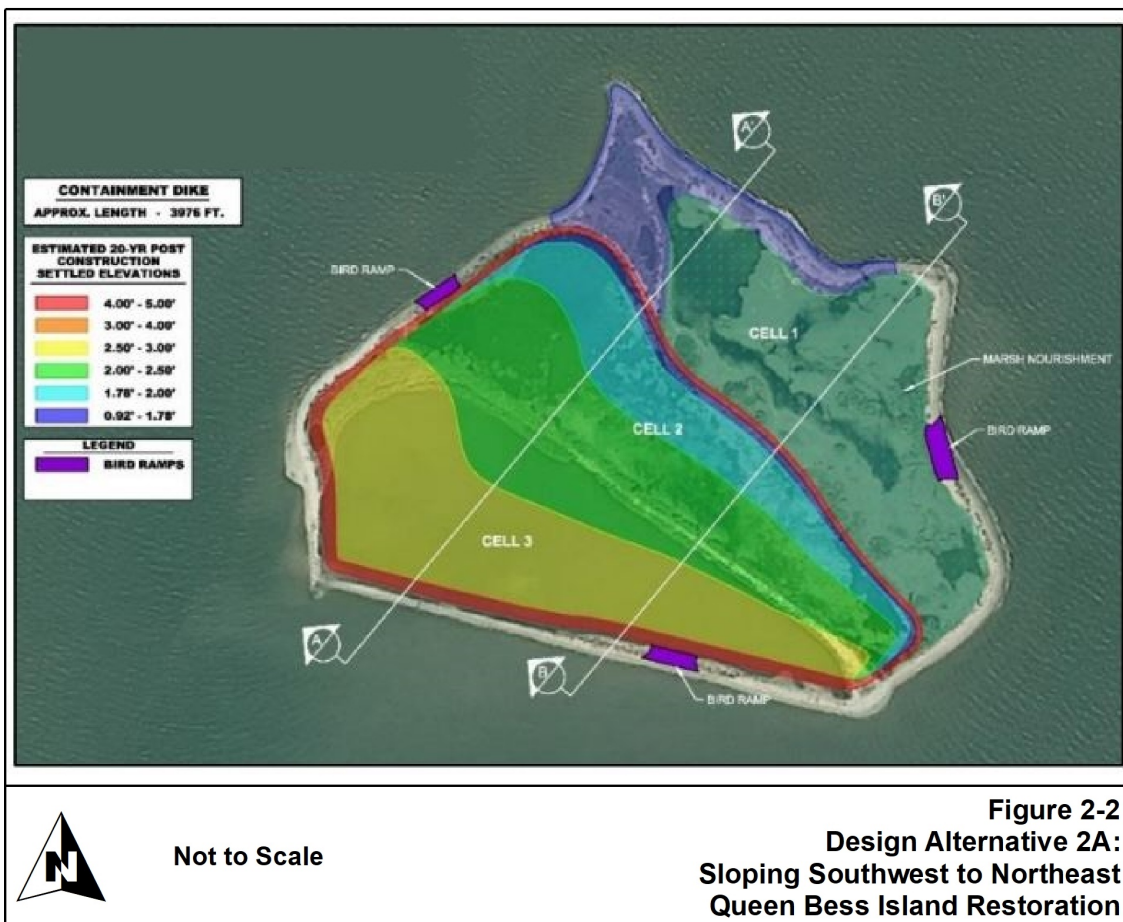 CONTAINMENT DIKE
APPROX. LENGTH - 3976 FT.
ESTIMATED 20-YR POST
CONSTRUCTION
SETTLED ELEVATIONS
4.00' - 5.00'
3.00' - 4.00'
2.50' - 3.00'
2.00' - 2.50'
1.78' - 2.00'
0.92' - 1.78'
LEGEND
BIRD RAMPS
A'
B'
BIRD RAMP
CELL 1
MARSH NOURISHMENT
CELL 2
BIRD RAMP
CELL 3
A
B
BIRD RAMP
N
Not to Scale
Figure 2-2
Design Alternative 2A:
Sloping Southwest to Northeast
Queen Bess Island Restoration